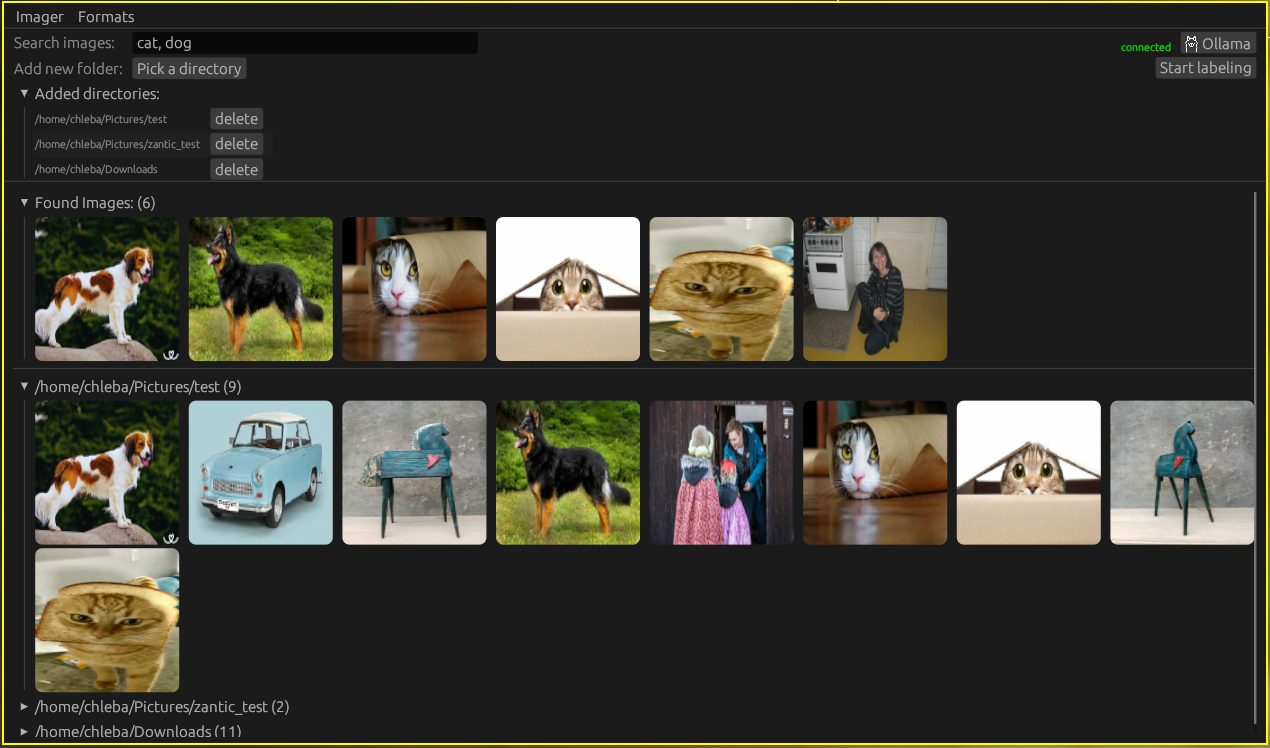 Imager Formats
Search images: cat, dog connected Ollama
Add new folder: Pick a directory Start labeling
Added directories:
/home/chleba/Pictures/test delete
/home/chleba/Pictures/zantic_test delete
/home/chleba/Downloads delete
Found Images: (6)
/home/chleba/Pictures/test (9)
/home/chleba/Pictures/zantic_test (2)
/home/chleba/Downloads (11)